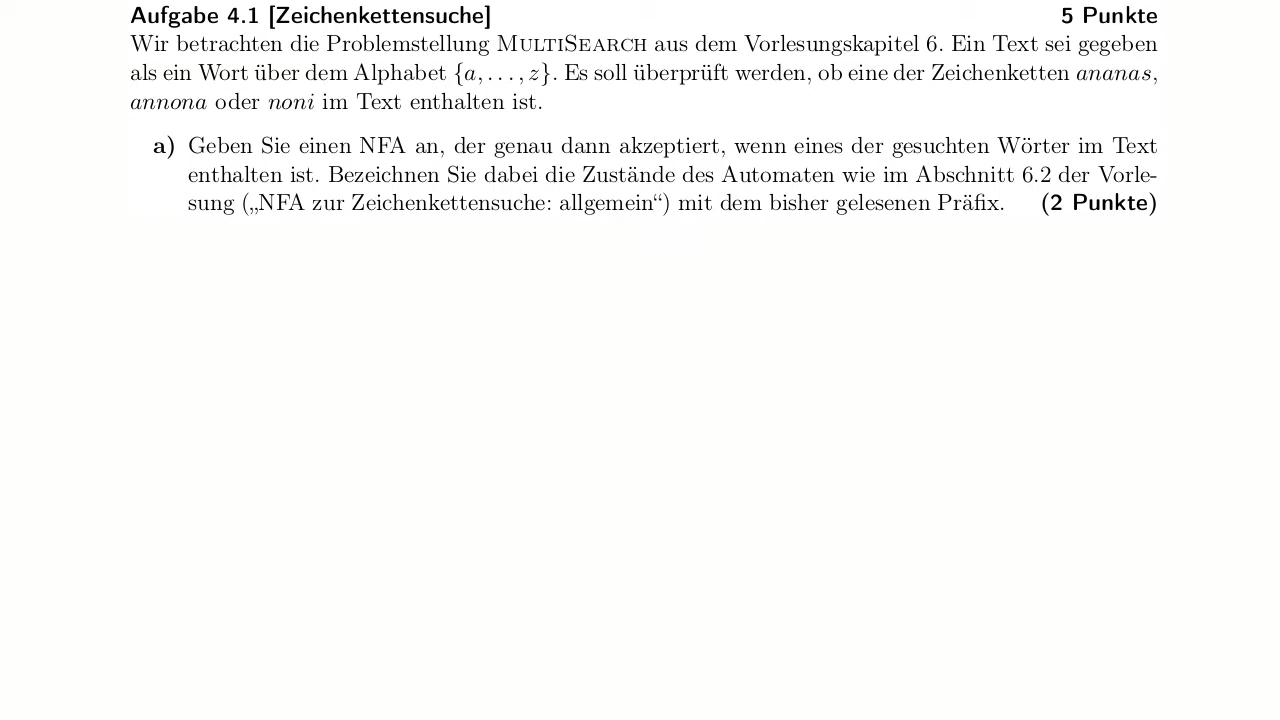 Aufgabe 4.1 [Zeichenkettensuche] 5 Punkte
Wir betrachten die Problemstellung MULTISEARCH aus dem Vorlesungskapitel 6. Ein Text sei gegeben
als ein Wort über dem Alphabet {a, . . . , z}. Es soll überprüft werden, ob eine der Zeichenketten ananas,
annona oder noni im Text enthalten ist.
a) Geben Sie einen NFA an, der genau dann akzeptiert, wenn eines der gesuchten Wörter im Text
enthalten ist. Bezeichnen Sie dabei die Zustände des Automaten wie im Abschnitt 6.2 der Vorle-
sung („NFA zur Zeichenkettensuche: allgemein“) mit dem bisher gelesenen Präfix. (2 Punkte)